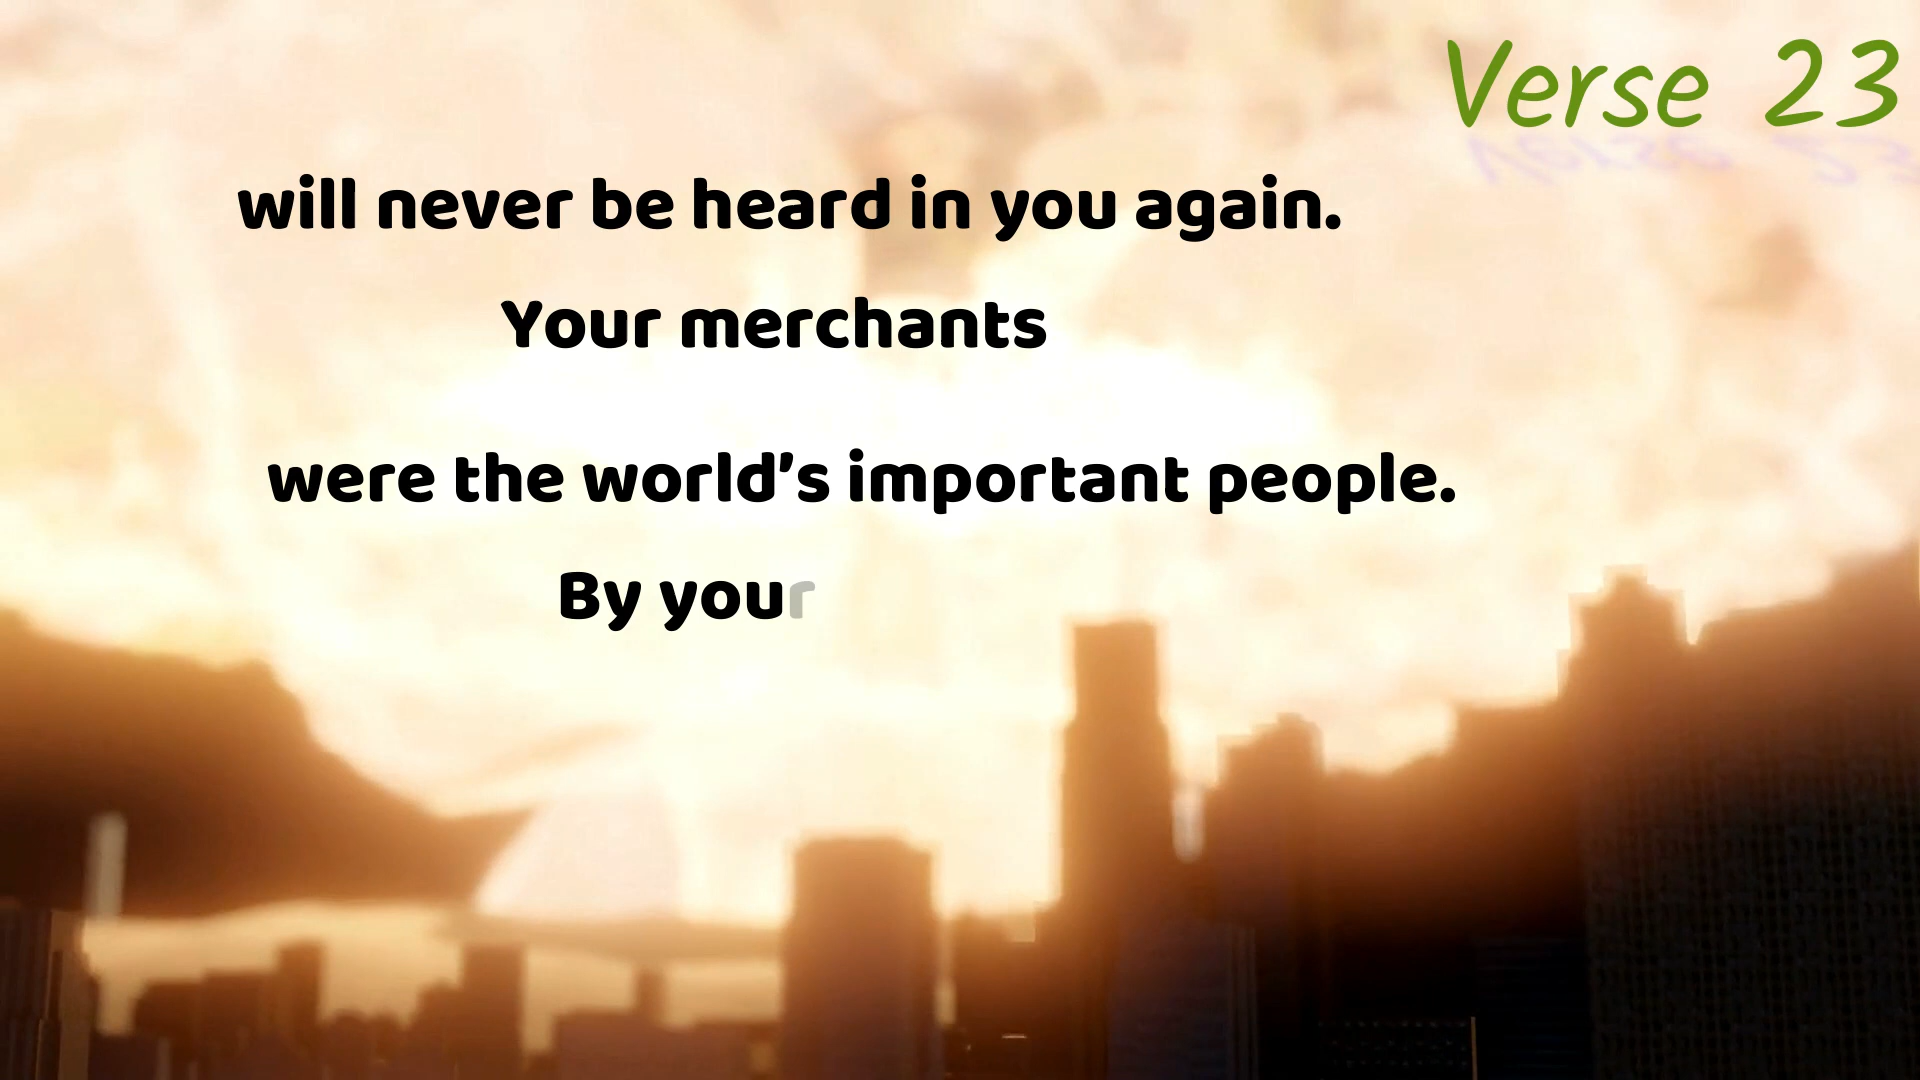 Verse 23
will never be heard in you again.
Your merchants
were the world’s important people.
By your